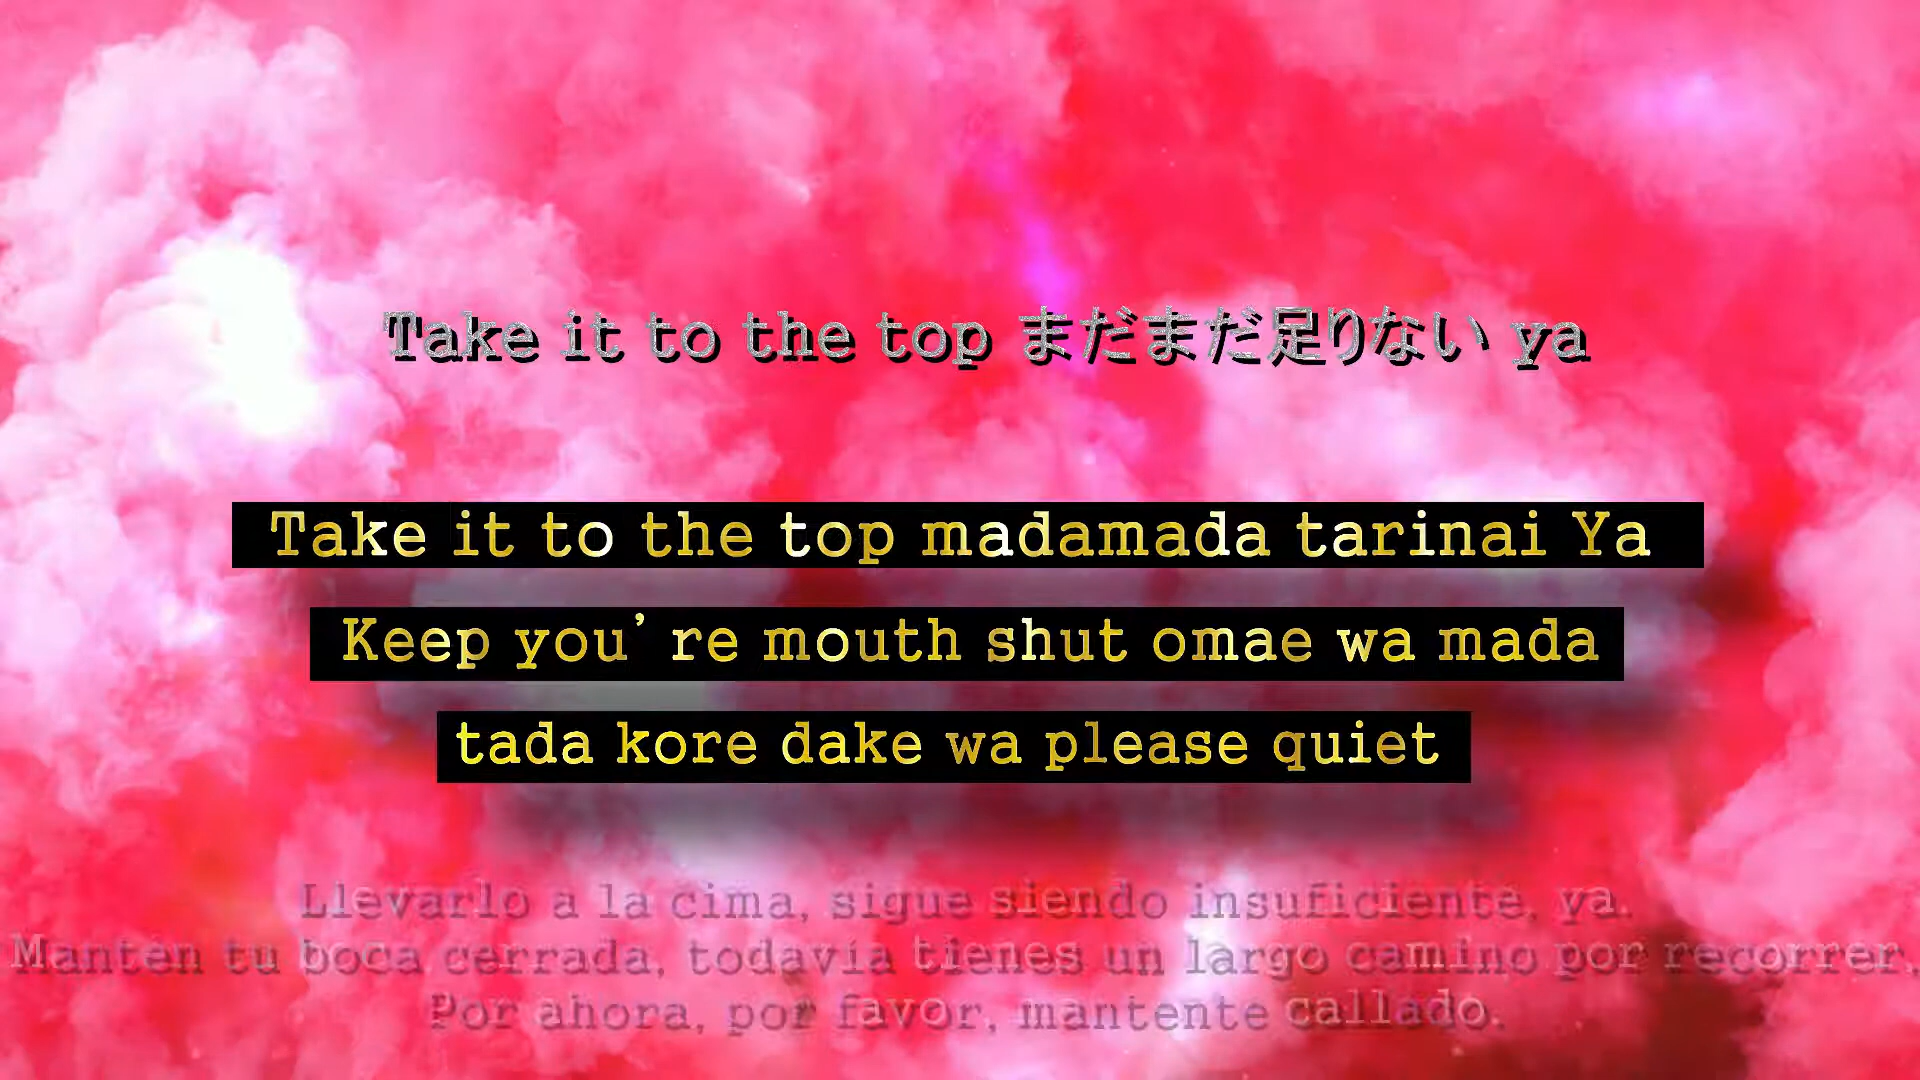 Take it to the top まだまだ足りない ya
Take it to the top madamada tarinai Ya
Keep you're mouth shut omae wa mada
tada kore dake wa please quiet
Llevarlo a la cima, sigue siendo insuficiente, ya.
Mantén tu boca cerrada, todavía tienes un largo camino por recorrer.
Por ahora, por favor, mantente callado.